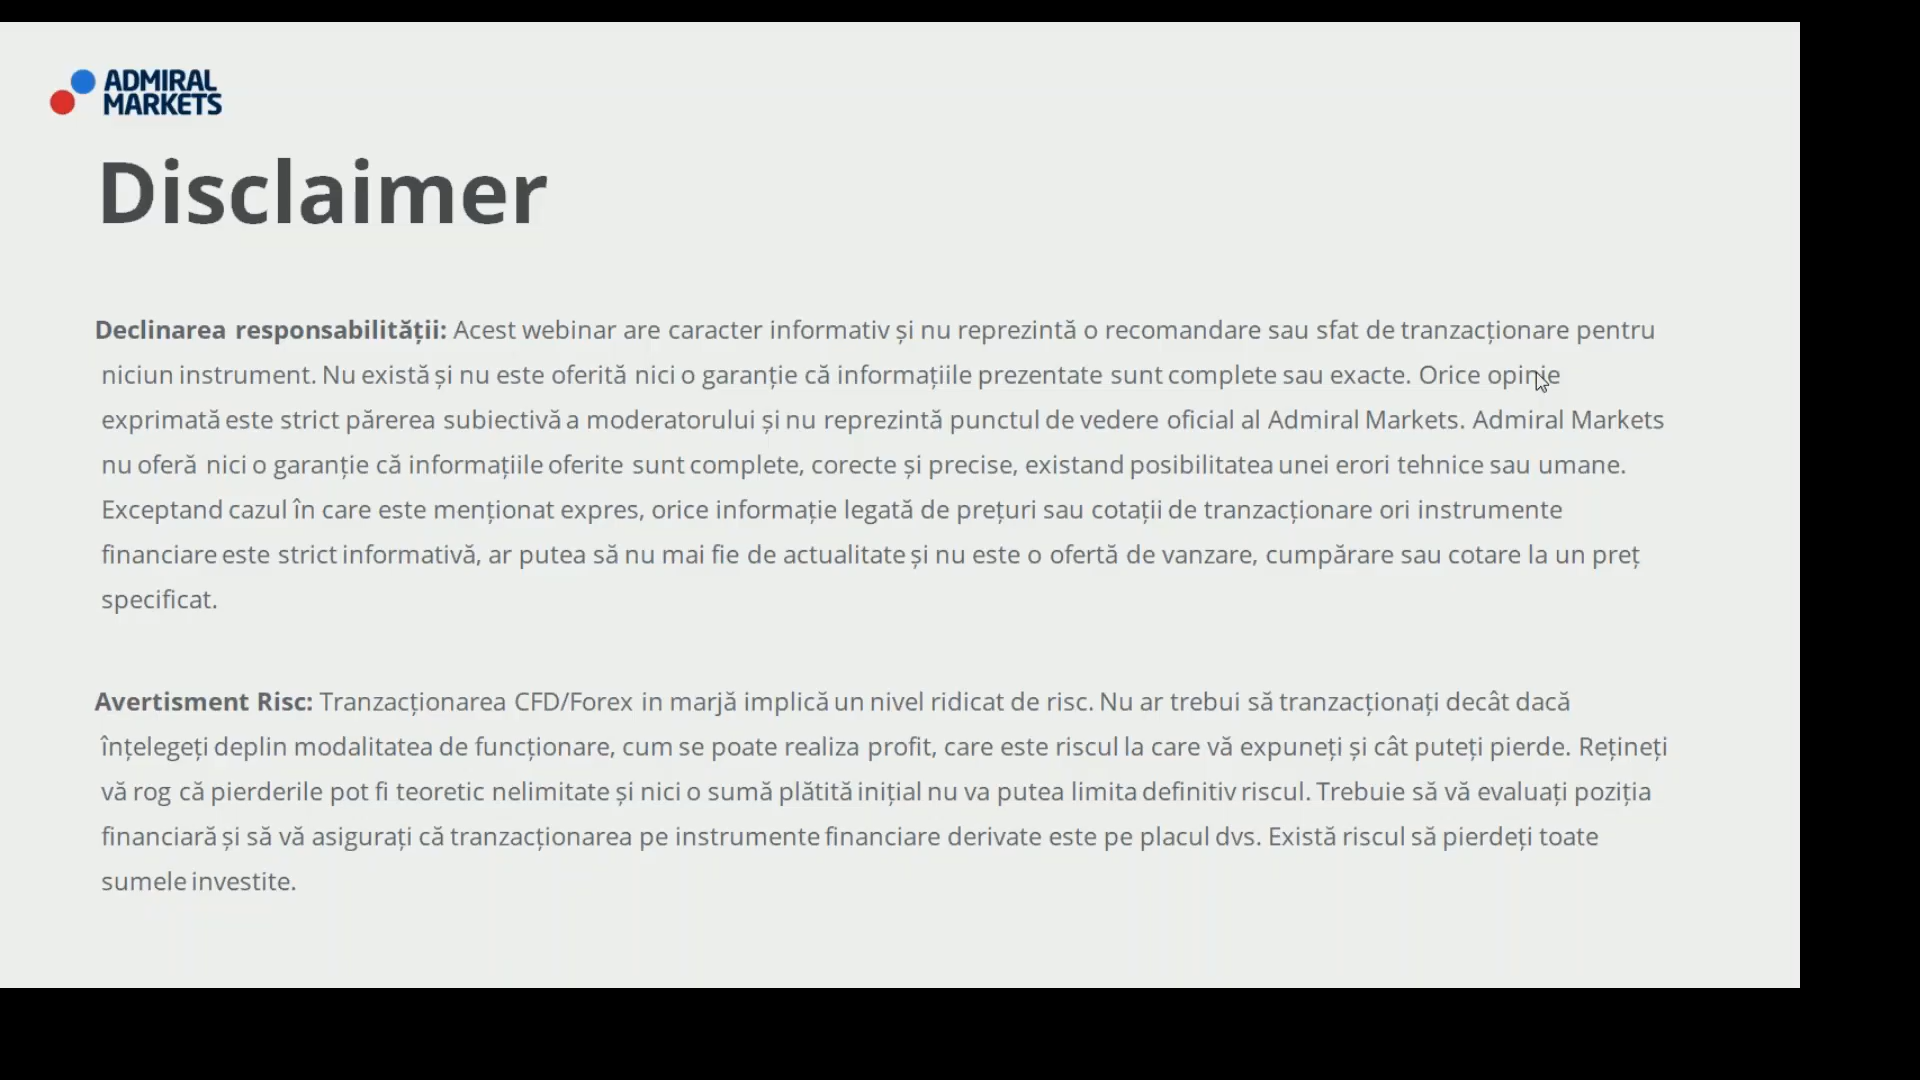 ADMIRAL
MARKETS
Disclaimer
Declinarea responsabilității: Acest webinar are caracter informativ și nu reprezintă o recomandare sau sfat de tranzacționare pentru
niciun instrument. Nu există și nu este oferită nici o garanție că informațiile prezentate sunt complete sau exacte. Orice opinie
exprimată este strict părerea subiectivă a moderatorului și nu reprezintă punctul de vedere oficial al Admiral Markets. Admiral Markets
nu oferă nici o garanție că informațiile oferite sunt complete, corecte și precise, existand posibilitatea unei erori tehnice sau umane.
Exceptand cazul în care este menționat expres, orice informație legată de prețuri sau cotații de tranzacționare ori instrumente
financiare este strict informativă, ar putea să nu mai fie de actualitate și nu este o ofertă de vanzare, cumpărare sau cotare la un preț
specificat.
Avertisment Risc: Tranzacționarea CFD/Forex in marjă implică un nivel ridicat de risc. Nu ar trebui să tranzacționați decât dacă
înțelegeți deplin modalitatea de funcționare, cum se poate realiza profit, care este riscul la care vă expuneți și cât puteți pierde. Rețineți
vă rog că pierderile pot fi teoretic nelimitate și nici o sumă plătită inițial nu va putea limita definitiv riscul. Trebuie să vă evaluați poziția
financiară și să vă asigurați că tranzacționarea pe instrumente financiare derivate este pe placul dvs. Există riscul să pierdeți toate
sumele investite.